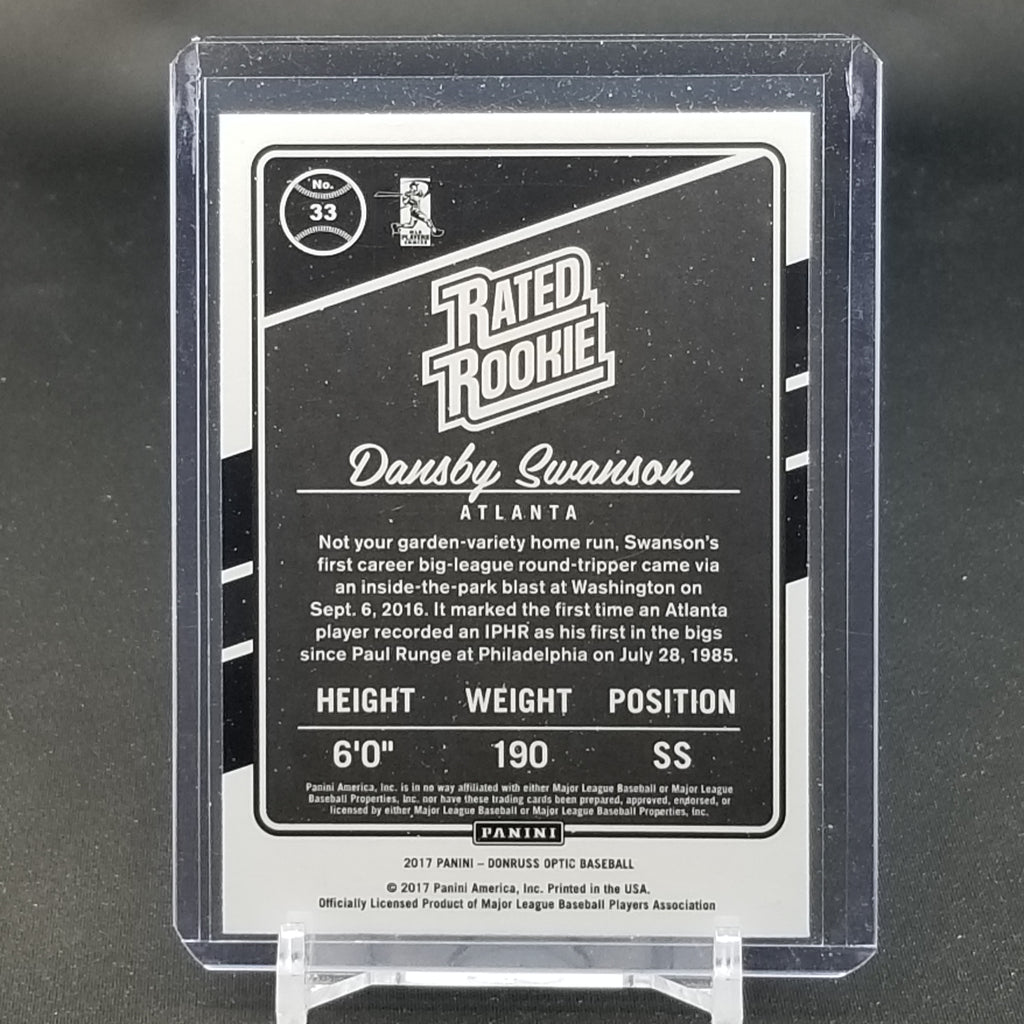 No.
33
MLB
PLAYERS
CHOICE
RATED
ROOKIE
Dansby Swanson
ATLANTA
Not your garden-variety home run, Swanson's
first career big-league round-tripper came via
an inside-the-park blast at Washington on
Sept. 6, 2016. It marked the first time an Atlanta
player recorded an IPHR as his first in the bigs
since Paul Runge at Philadelphia on July 28, 1985.
HEIGHT WEIGHT POSITION
6'0" 190 SS
Panini America, Inc. is in no way affiliated with either Major League Baseball or Major League
Baseball Properties, Inc. nor have these trading cards been prepared, approved, endorsed, or
licensed by either Major League Baseball or Major League Baseball Properties, Inc.
PANINI
2017 PANINI – DONRUSS OPTIC BASEBALL
© 2017 Panini America, Inc. Printed in the USA.
Officially Licensed Product of Major League Baseball Players Association